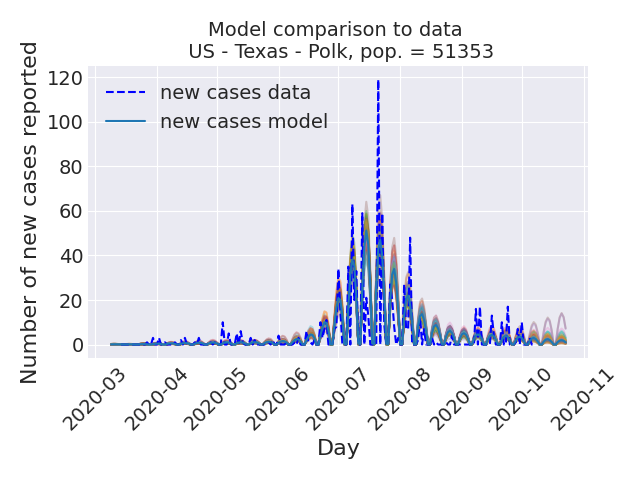 Model comparison to data
US - Texas - Polk, pop. = 51353
Number of new cases reported
120
100
80
60
40
20
0
new cases data
new cases model
2020-03
2020-04
2020-05
2020-06
2020-07
2020-08
2020-09
2020-10
2020-11
Day